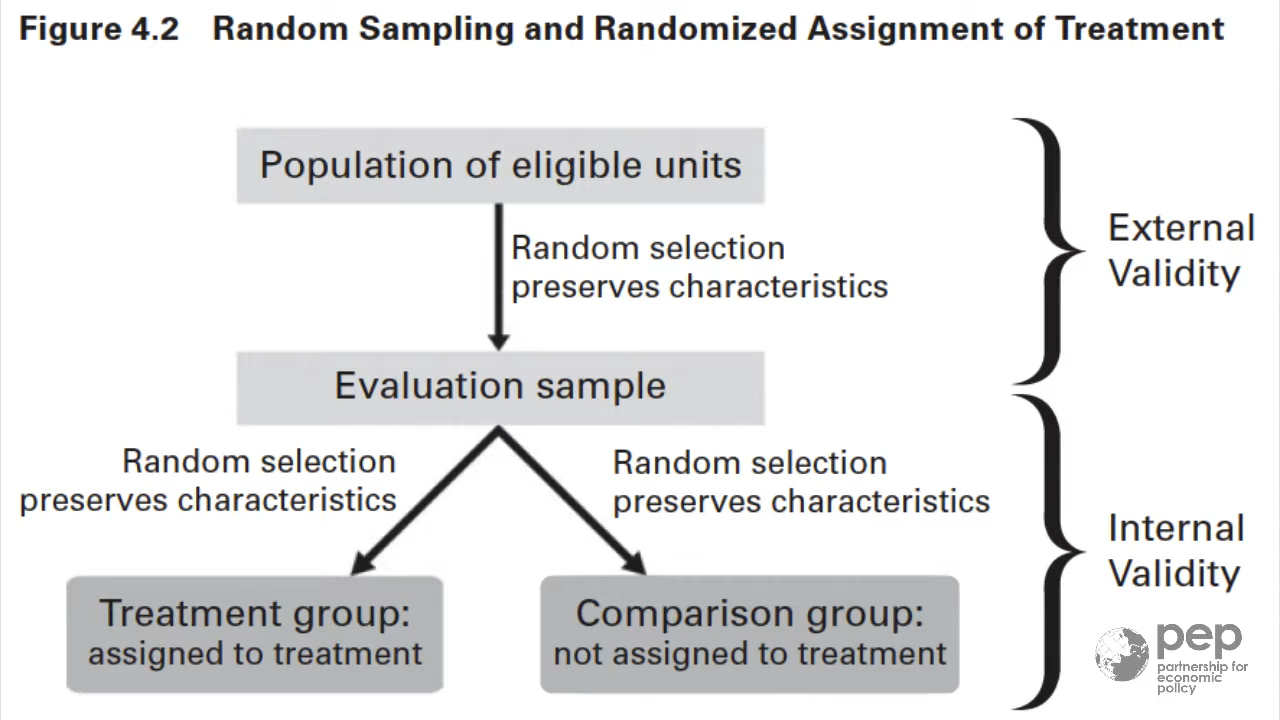 Figure 4.2 Random Sampling and Randomized Assignment of Treatment
Population of eligible units
Random selection
preserves characteristics
External
Validity
Evaluation sample
Random selection
preserves characteristics
Random selection
preserves characteristics
Internal
Validity
Treatment group:
assigned to treatment
Comparison group:
not assigned to treatment
pep
partnership for
economic
policy